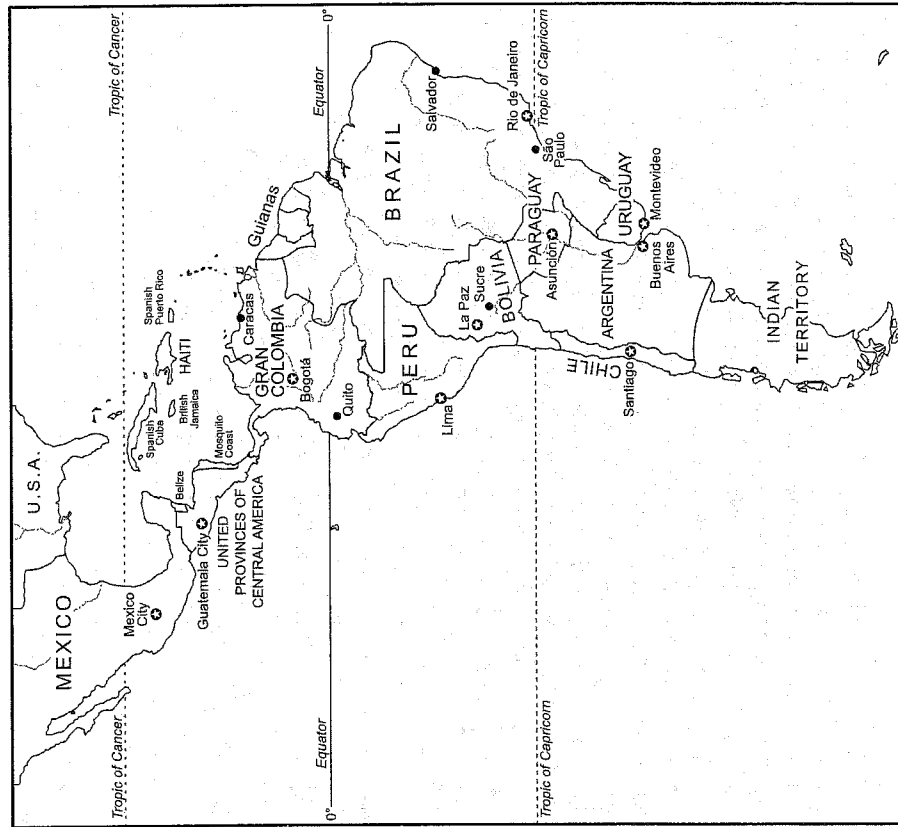 U.S.A.
MEXICO
Tropic of Cancer
Tropic of Cancer
Mexico
City
Spanish
Cuba
British
Jamaica
HAITI
Spanish
Puerto Rico
Belize
Mosquito
Coast
Guatemala City
UNITED
PROVINCES OF
CENTRAL AMERICA
Caracas
GRAN
COLOMBIA
Bogotá
Guianas
Quito
Equator
0°
Equator
0°
BRAZIL
PERU
Lima
Salvador
La Paz
Sucre
BOLIVIA
Rio de Janeiro
Tropic of Capricorn
Tropic of Capricorn
São
Paulo
PARAGUAY
Asunción
URUGUAY
Montevideo
ARGENTINA
Buenos
Aires
CHILE
Santiago
INDIAN
TERRITORY